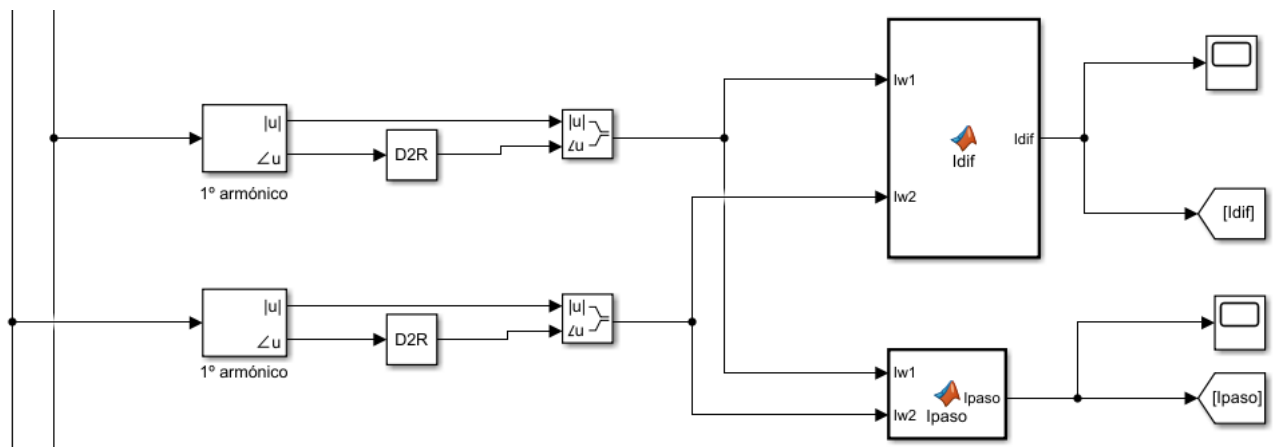 |u|
∠u
1º armónico
D2R
|u|
∠u
Iw1
Iw2
Idif
Idif
[Idif]
|u|
∠u
1º armónico
D2R
|u|
∠u
Iw1
Iw2
Ipaso
Ipaso
[Ipaso]